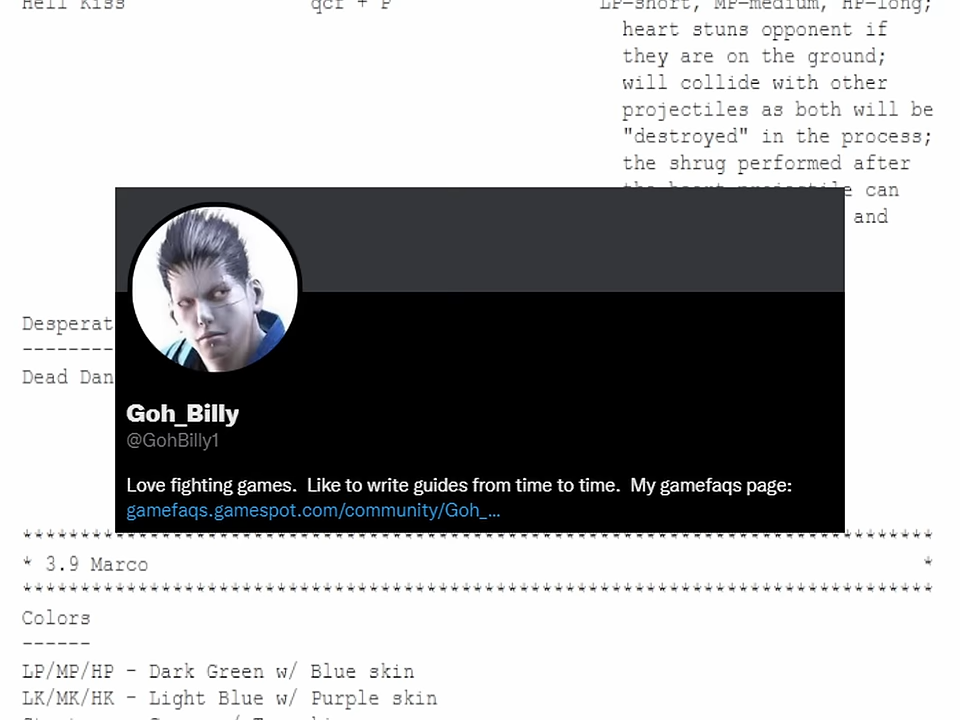 Hell Kiss qcf + P LP=short, MP=medium, HP=long;
heart stuns opponent if
they are on the ground;
will collide with other
projectiles as both will be
"destroyed" in the process;
the shrug performed after
the heart projectile can
and
Desperat
--------
Dead Dan
Goh_Billy
@GohBilly1
Love fighting games. Like to write guides from time to time. My gamefaqs page:
gamefaqs.gamespot.com/community/Goh_...
********************************************************************************
* 3.9 Marco *
********************************************************************************
Colors
------
LP/MP/HP - Dark Green w/ Blue skin
LK/MK/HK - Light Blue w/ Purple skin